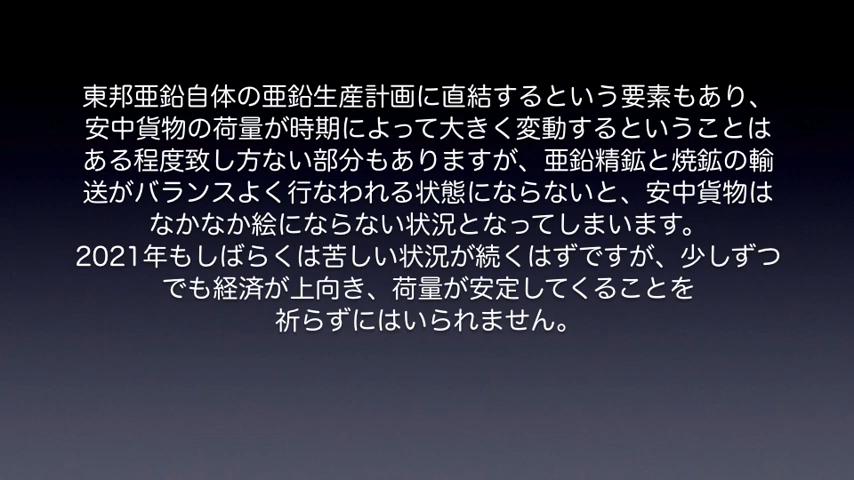 東邦亜鉛自体の亜鉛生産計画に直結するという要素もあり、
安中貨物の荷量が時期によって大きく変動するということは
ある程度致し方ない部分もありますが、亜鉛精鉱と焼鉱の輸
送がバランスよく行なわれる状態にならないと、安中貨物は
なかなか絵にならない状況となってしまいます。
2021年もしばらくは苦しい状況が続くはずですが、少しずつ
でも経済が上向き、荷量が安定してくることを
祈らずにはいられません。